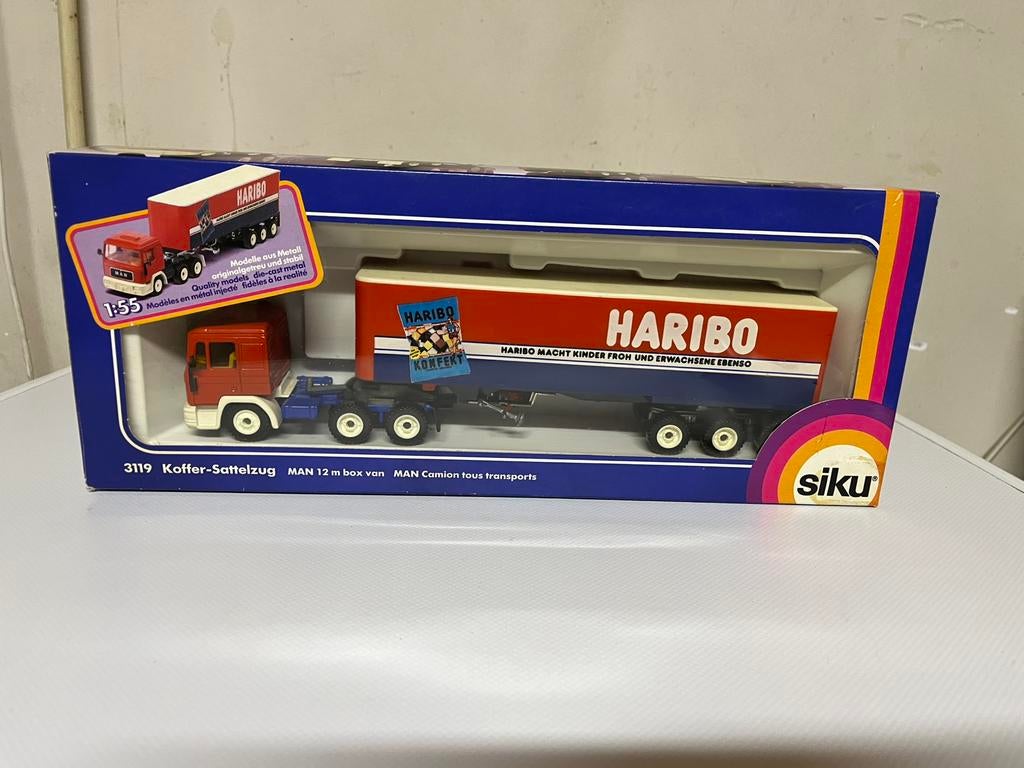 HARIBO
MAN
Modelle aus Metall
originalgetreu und stabil
Quality models die-cast metal
1:55 Modèles en métal injecté fidèles à la realité
HARIBO
KONFEKT
HARIBO
HARIBO MACHT KINDER FROH UND ERWACHSENE EBENSO
3119 Koffer-Sattelzug MAN 12 m box van MAN Camion tous transports
siku®